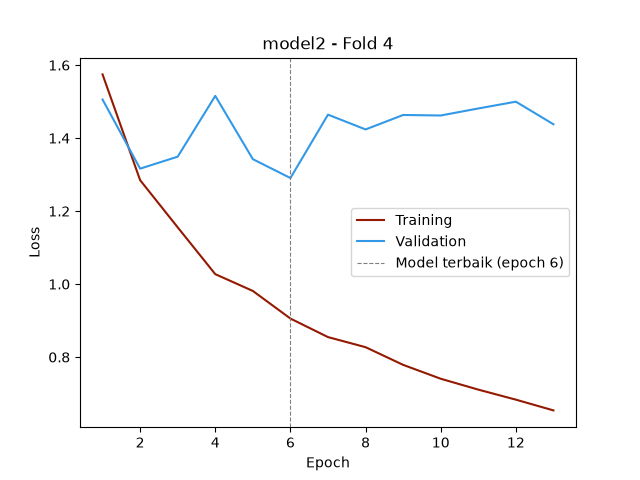 model2 - Fold 4
1.6
1.4
1.2
1.0
0.8
Loss
Training
Validation
Model terbaik (epoch 6)
2
4
6
8
10
12
Epoch